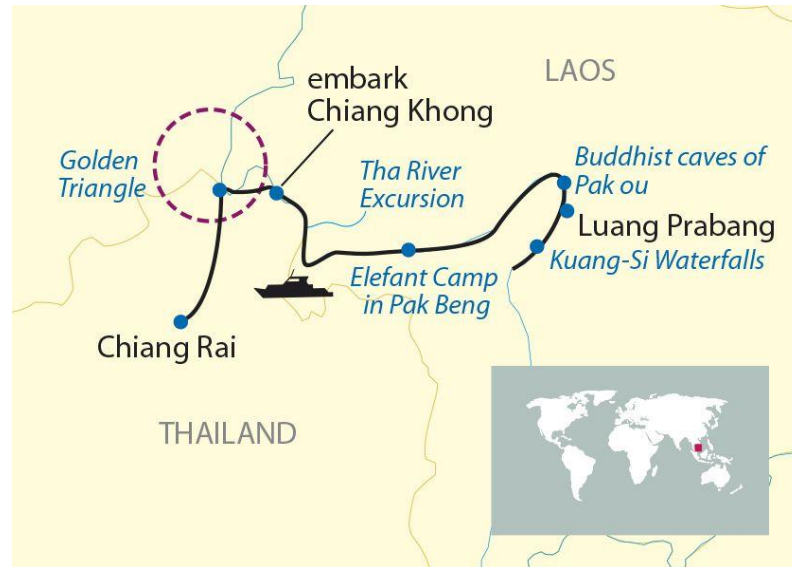 LAOS
embark
Chiang Khong
Golden
Triangle
Tha River
Excursion
Buddhist caves of
Pak ou
Luang Prabang
Kuang-Si Waterfalls
Elefant Camp
in Pak Beng
Chiang Rai
THAILAND